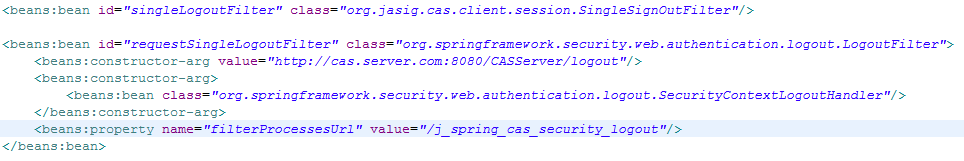 <beans:bean id="singleLogoutFilter" class="org.jasig.cas.client.session.SingleSignOutFilter"/>
<beans:bean id="requestSingleLogoutFilter" class="org.springframework.security.web.authentication.logout.LogoutFilter">
<beans:constructor-arg value="http://cas.server.com:8080/CASServer/logout"/>
<beans:constructor-arg>
<beans:bean class="org.springframework.security.web.authentication.logout.SecurityContextLogoutHandler"/>
</beans:constructor-arg>
<beans:property name="filterProcessesUrl" value="/j_spring_cas_security_logout"/>
</beans:bean>